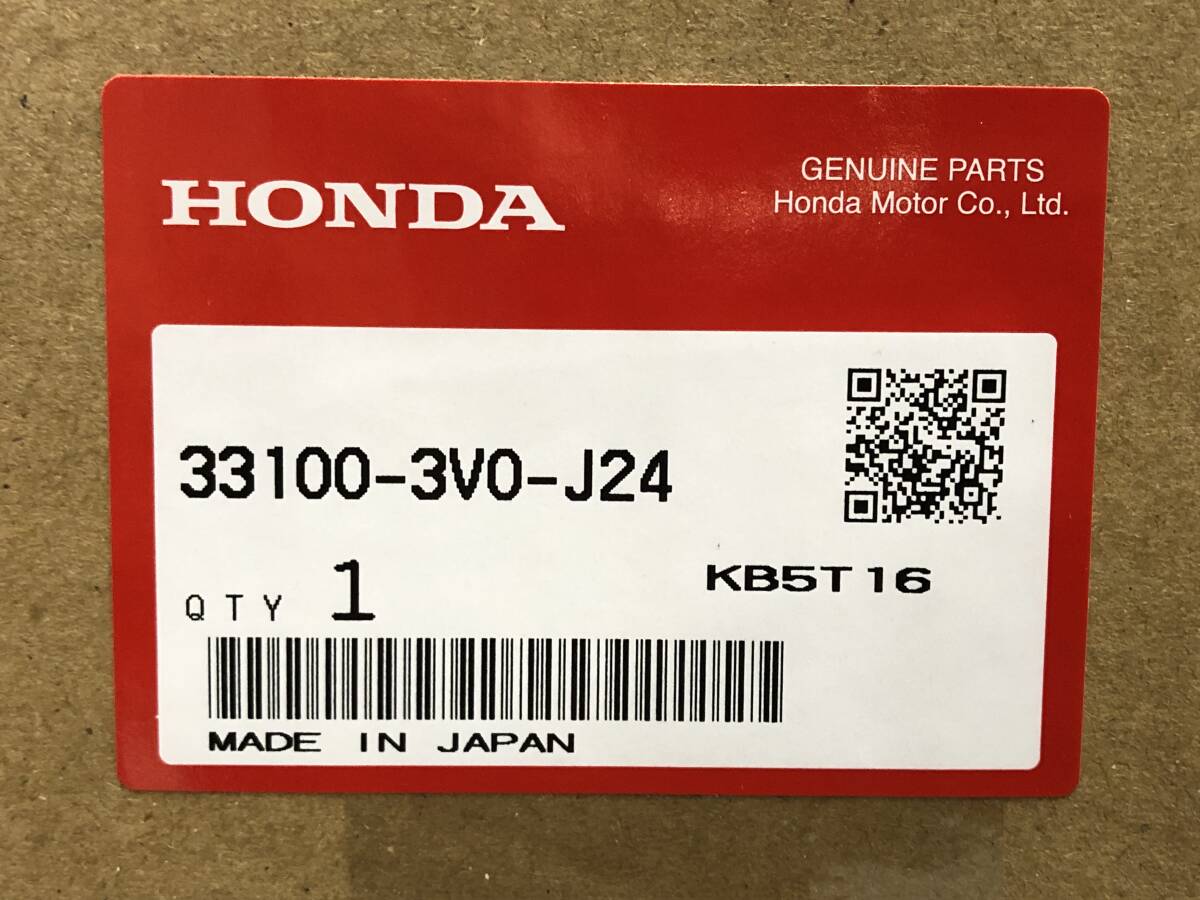 HONDA
GENUINE PARTS
Honda Motor Co., Ltd.
33100-3V0-J24
QTY 1
KB5T16
MADE IN JAPAN